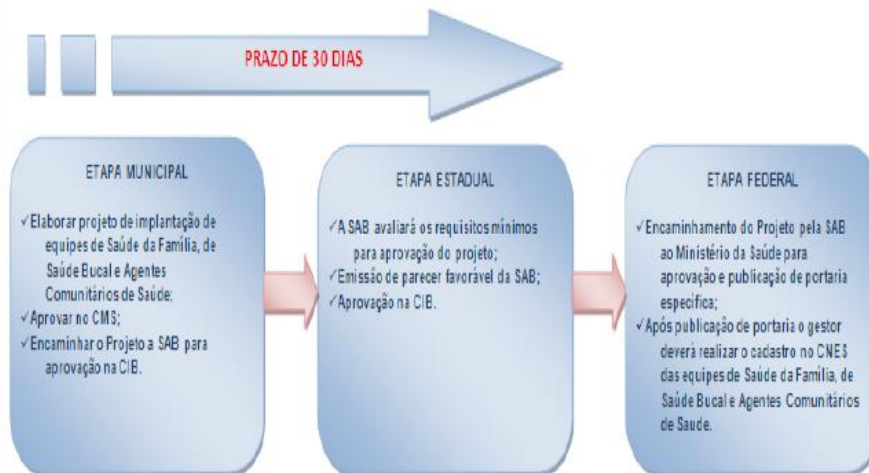 PRAZO DE 30 DIAS
ETAPA MUNICIPAL
✓Elaborar projeto de implantação de
equipes de Saúde da Família, de
Saúde Bucal e Agentes
Comunitários de Saúde;
✓Aprovar no CMS;
✓Encaminhar o Projeto a SAB para
aprovação na CIB.
ETAPA ESTADUAL
✓A SAB avaliará os requisitos mínimos
para aprovação do projeto;
✓Emissão de parecer favorável da SAB;
✓Aprovação na CIB.
ETAPA FEDERAL
✓Encaminhamento do Projeto pela SAB
ao Ministério da Saúde para
aprovação e publicação de portaria
especifica;
✓Após publicação de portaria o gestor
deverá realizar o cadastro no CNES
das equipes de Saúde da Família, de
Saúde Bucal e Agentes Comunitários
de Saude.